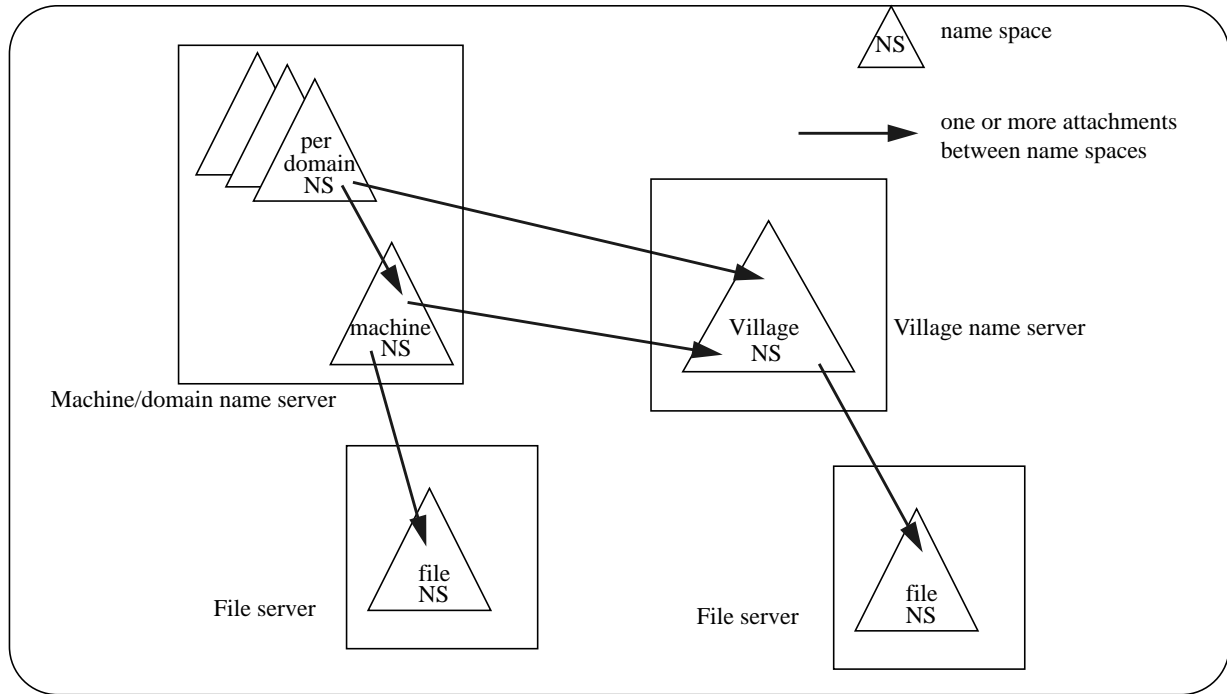 NS
name space
one or more attachments
between name spaces
per
domain
NS
machine
NS
Machine/domain name server
Village
NS
Village name server
file
NS
File server
file
NS
File server